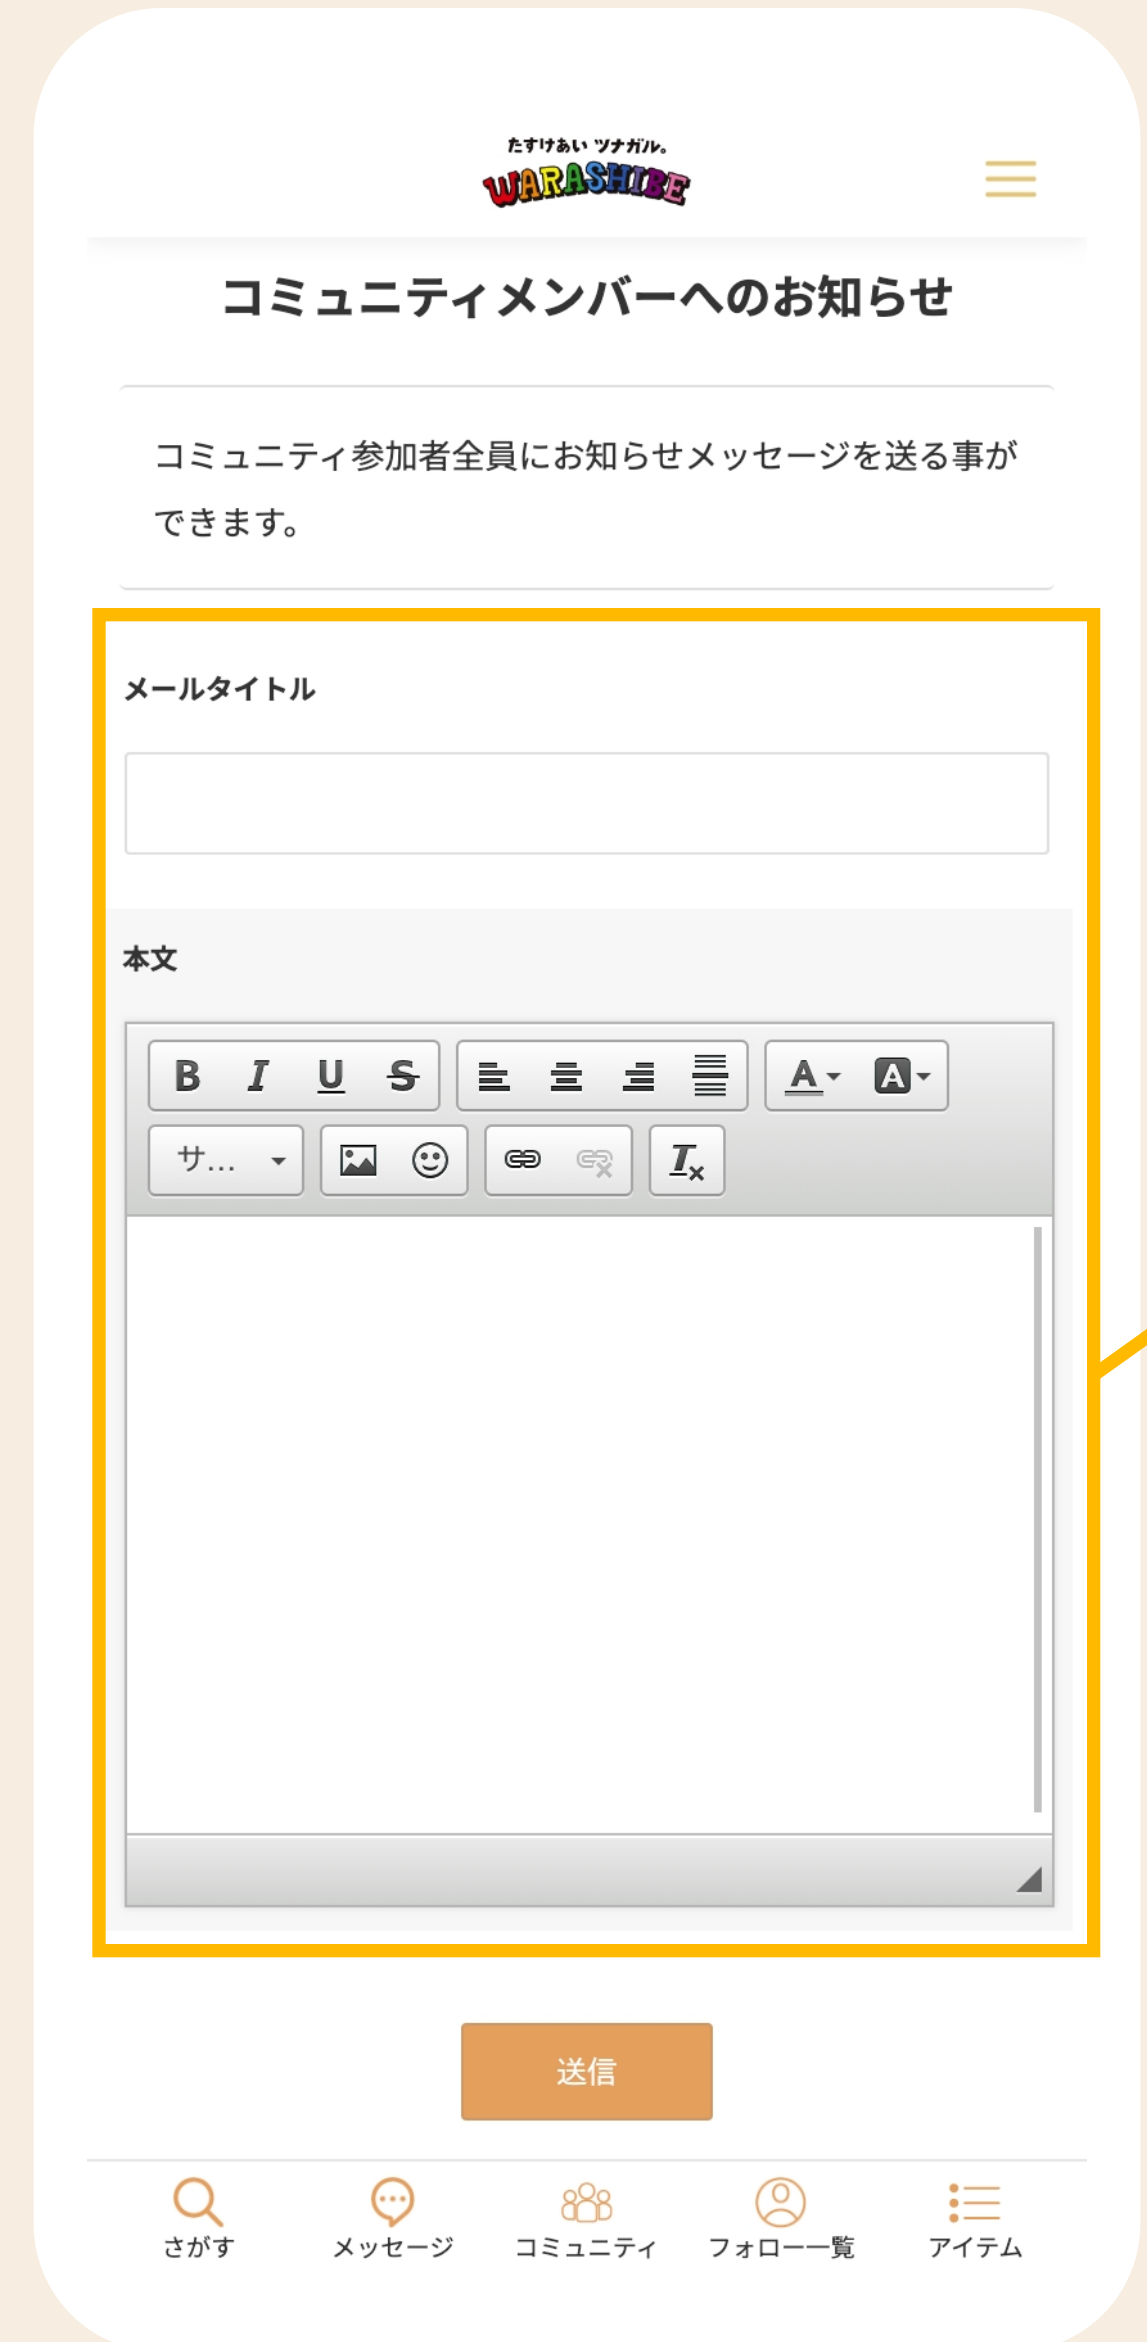 たすけあい ツナガル。
WARASHIBE
コミュニティメンバーへのお知らせ
コミュニティ参加者全員にお知らせメッセージを送る事が
できます。
メールタイトル
本文
B I U S A A
サ... Tx
送信
さがす メッセージ コミュニティ フォロー一覧 アイテム